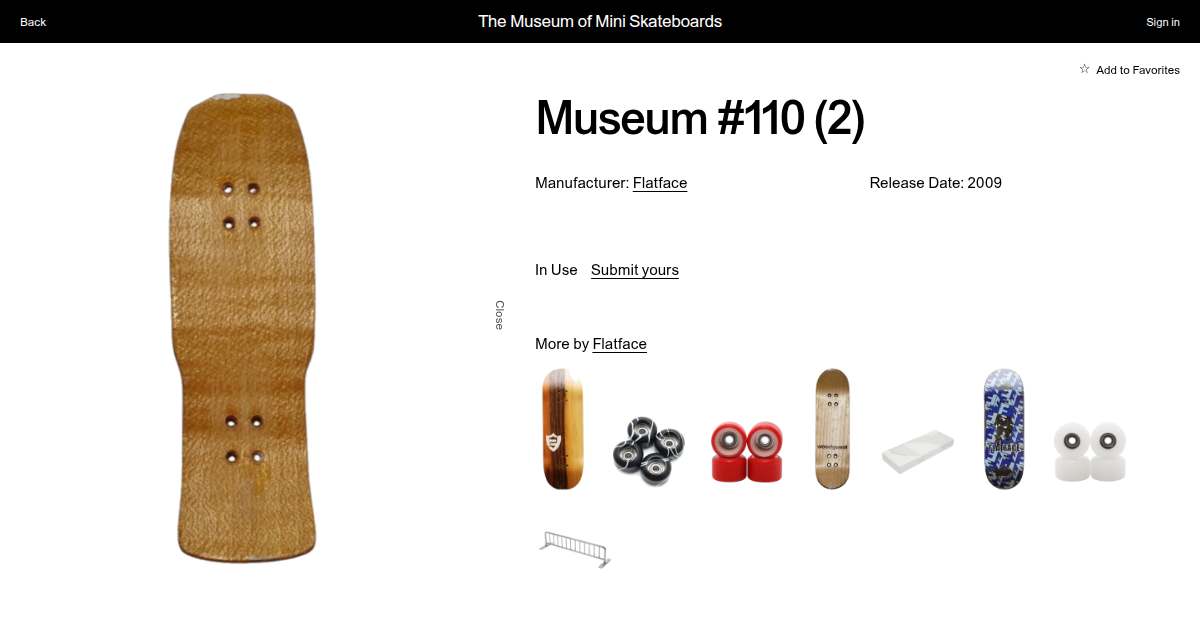 Back
The Museum of Mini Skateboards
Sign in
☆ Add to Favorites
Museum #110 (2)
Manufacturer: Flatface
Release Date: 2009
In Use Submit yours
Close
More by Flatface